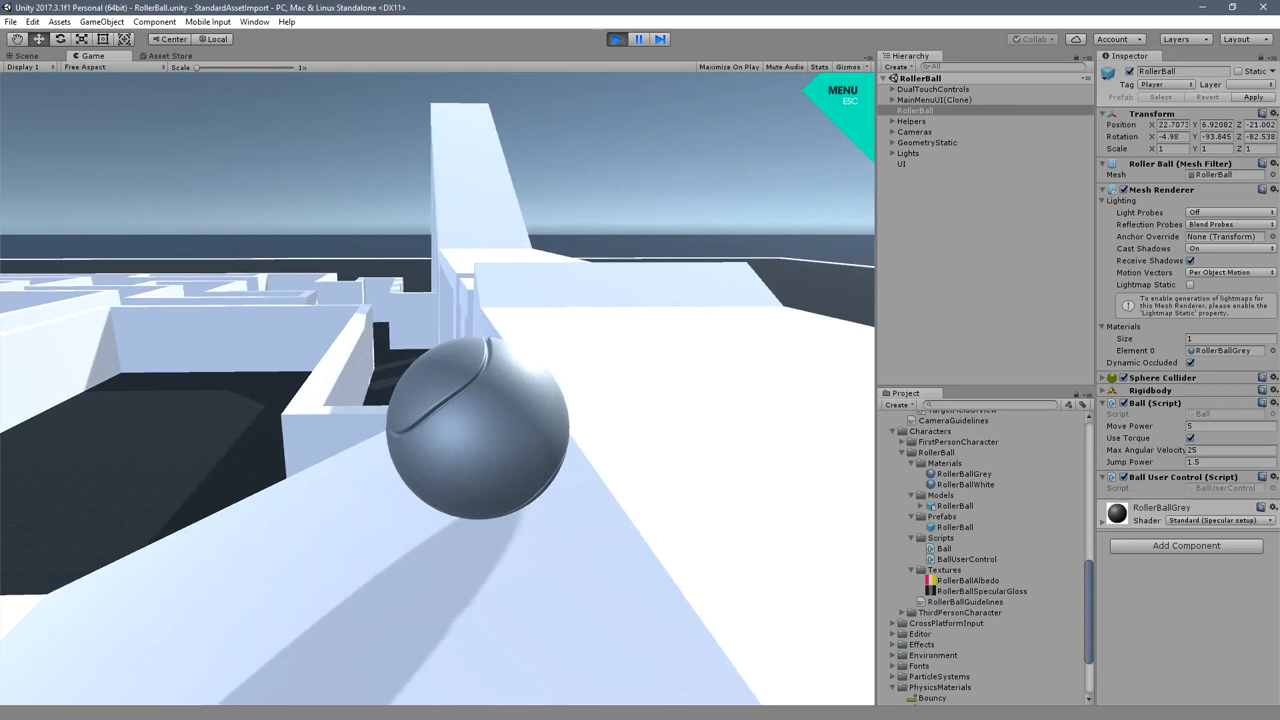 Unity 2017.3.1f1 Personal (64bit) - RollerBall.unity - StandardAssetImport - PC, Mac & Linux Standalone <DX11>
File Edit Assets GameObject Component Mobile Input Window Help
Center Local Collab Account Layers Layout
Scene Game Asset Store
Display 1 Free Aspect Scale 1x Maximize On Play Mute Audio Stats Gizmos
MENU
ESC
Hierarchy
Create All
RollerBall
DualTouchControls
MainMenuUI(Clone)
RollerBall
Helpers
Cameras
GeometryStatic
Lights
UI
Project
Create
CameraGuidelines
Characters
FirstPersonCharacter
RollerBall
Materials
RollerBallGrey
RollerBallWhite
Models
RollerBall
Prefabs
RollerBall
Scripts
Ball
BallUserControl
Textures
RollerBallAlbedo
RollerBallSpecularGloss
RollerBallGuidelines
ThirdPersonCharacter
CrossPlatformInput
Editor
Effects
Environment
Fonts
ParticleSystems
PhysicsMaterials
Bouncy
Inspector
RollerBall Static
Tag Player Layer
Prefab Select Revert Apply
Transform
Position X 22.7073 Y 6.92082 Z -21.002
Rotation X -4.98 Y -93.845 Z -82.538
Scale X 1 Y 1 Z 1
Roller Ball (Mesh Filter)
Mesh RollerBall
Mesh Renderer
Lighting
Light Probes Off
Reflection Probes Blend Probes
Anchor Override None (Transform)
Cast Shadows On
Receive Shadows
Motion Vectors Per Object Motion
Lightmap Static
To enable generation of lightmaps for this Mesh Renderer, please enable the 'Lightmap Static' property.
Materials
Size 1
Element 0 RollerBallGrey
Dynamic Occluded
Sphere Collider
Rigidbody
Ball (Script)
Script Ball
Move Power 5
Use Torque
Max Angular Velocity 25
Jump Power 1.5
Ball User Control (Script)
Script BallUserControl
RollerBallGrey
Shader Standard (Specular setup)
Add Component